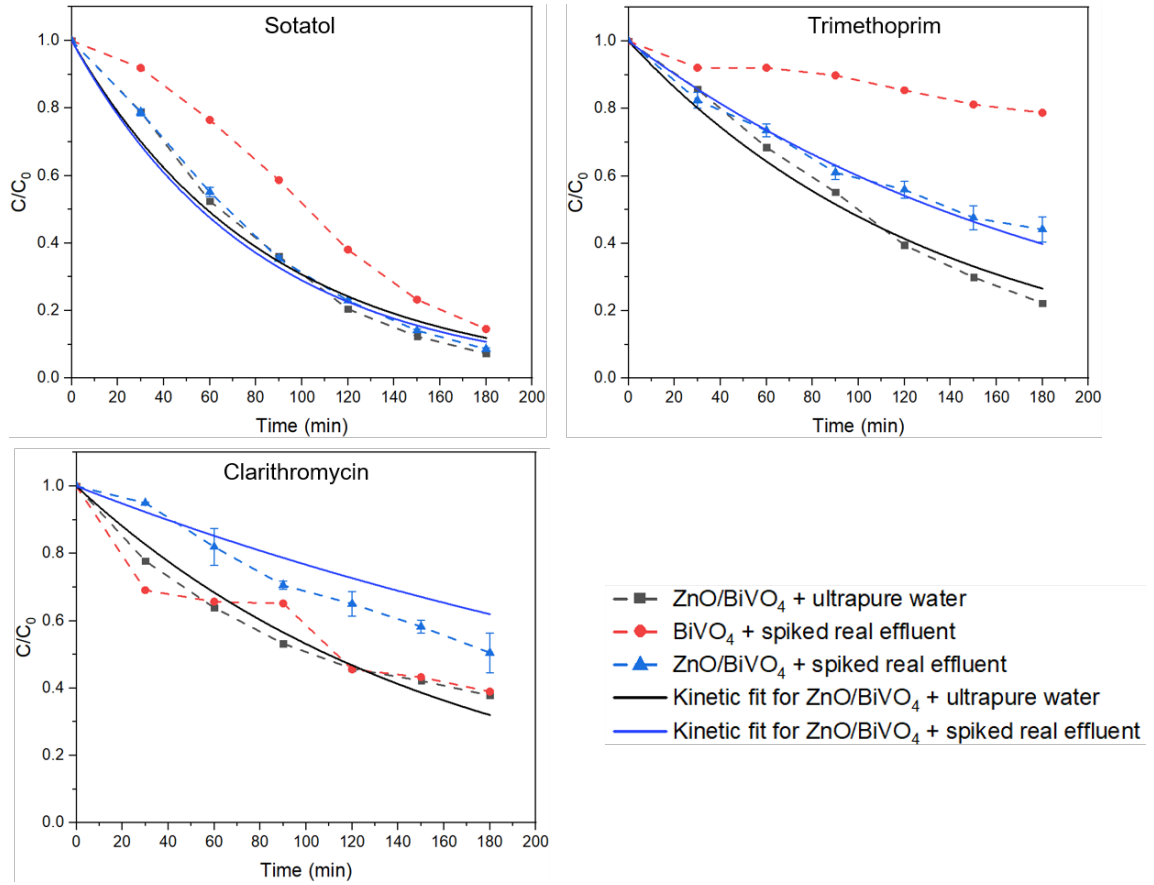 Sotatol
C/C₀
1.0
0.8
0.6
0.4
0.2
0.0
0 20 40 60 80 100 120 140 160 180 200
Time (min)
Trimethoprim
C/C₀
1.0
0.8
0.6
0.4
0.2
0.0
0 20 40 60 80 100 120 140 160 180 200
Time (min)
Clarithromycin
C/C₀
1.0
0.8
0.6
0.4
0.2
0.0
0 20 40 60 80 100 120 140 160 180 200
Time (min)
ZnO/BiVO₄ + ultrapure water
BiVO₄ + spiked real effluent
ZnO/BiVO₄ + spiked real effluent
Kinetic fit for ZnO/BiVO₄ + ultrapure water
Kinetic fit for ZnO/BiVO₄ + spiked real effluent